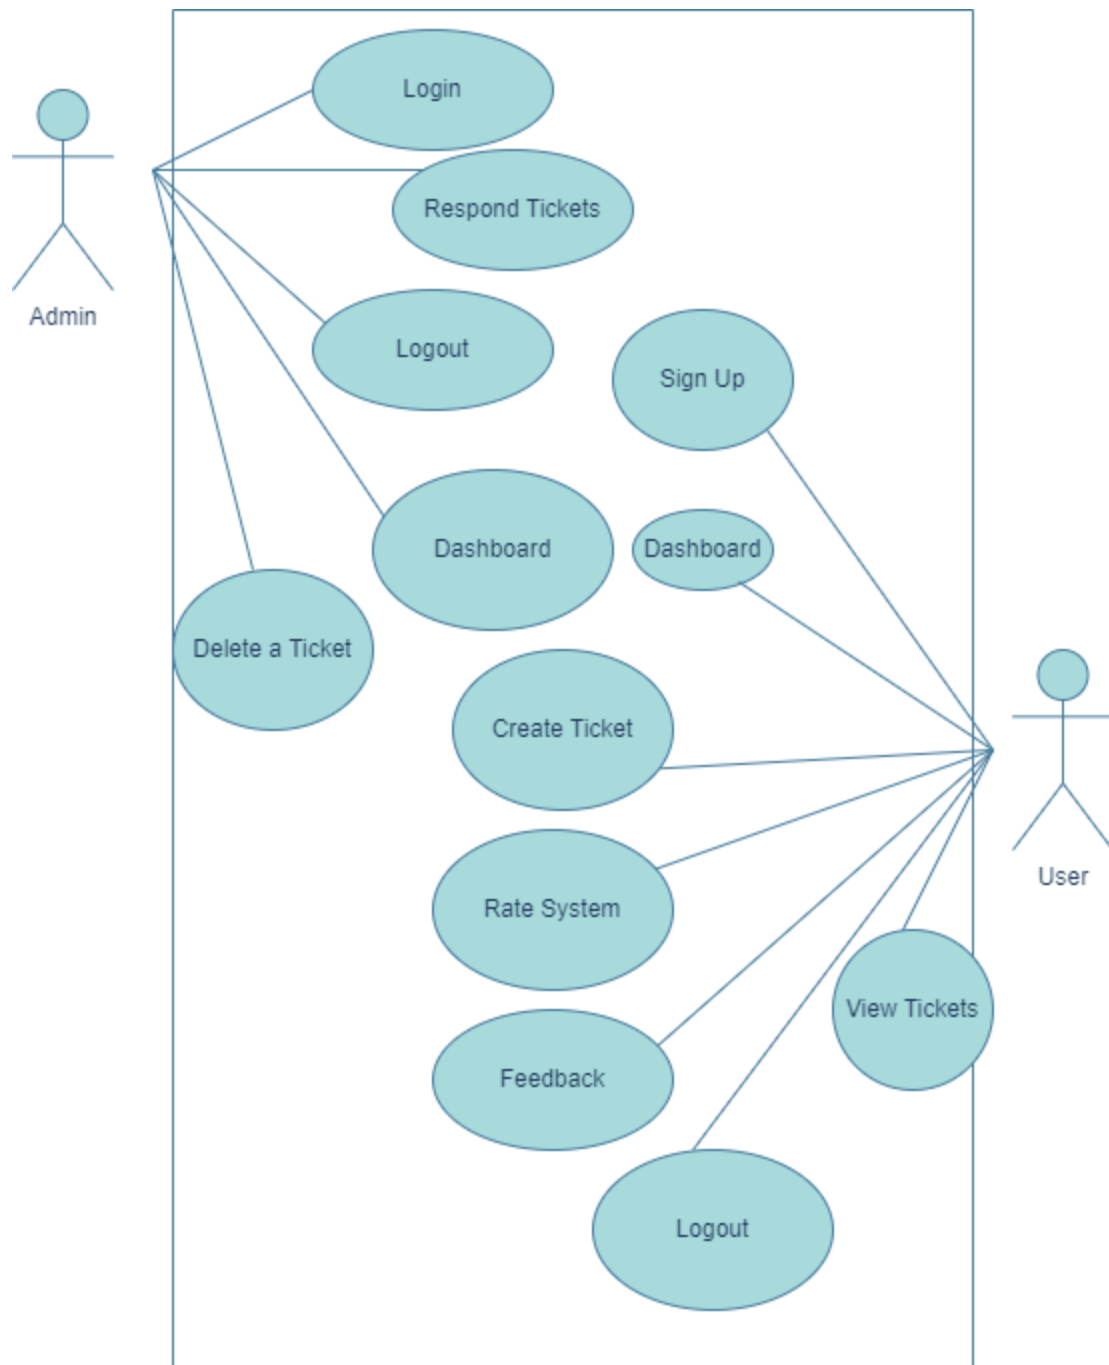 Login
Respond Tickets
Admin
Logout
Sign Up
Dashboard
Dashboard
Delete a Ticket
Create Ticket
User
Rate System
View Tickets
Feedback
Logout